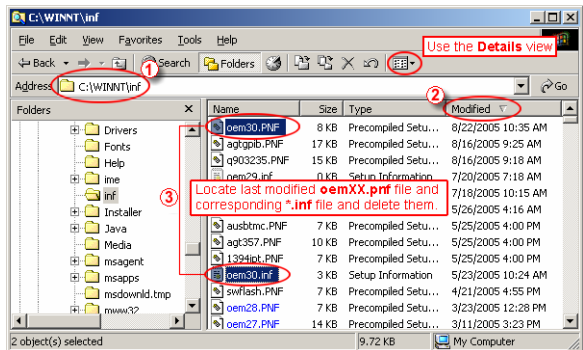 C:\WINNT\inf
File Edit View Favorites Tools Help
Use the Details view
Back Search Folders
1
Address C:\WINNT\inf Go
2
Folders x Name Size Type Modified
Drivers oem30.PNF 8 KB Precompiled Setu... 8/22/2005 10:35 AM
Fonts agtgpib.PNF 17 KB Precompiled Setu... 8/16/2005 9:25 AM
Help q903235.PNF 15 KB Precompiled Setu... 8/16/2005 9:18 AM
ime oem29.inf 0 KB Setup Information 7/20/2005 7:18 AM
inf 7/18/2005 10:15 AM
3
Locate last modified oemXX.pnf file and
corresponding *.inf file and delete them.
Installer 5/26/2005 4:16 AM
Java ausbtmc.PNF 7 KB Precompiled Setu... 5/25/2005 4:00 PM
Media agt357.PNF 10 KB Precompiled Setu... 5/25/2005 4:00 PM
msagent 1394ipt.PNF 7 KB Precompiled Setu... 5/25/2005 4:00 PM
msapps oem30.inf 3 KB Setup Information 5/23/2005 10:24 AM
msdownld.tmp swflash.PNF 7 KB Precompiled Setu... 4/21/2005 4:55 PM
mww32 oem28.PNF 7 KB Precompiled Setu... 3/23/2005 12:28 PM
oem27.PNF 14 KB Precompiled Setu... 3/11/2005 3:23 PM
2 object(s) selected 9.72 KB My Computer